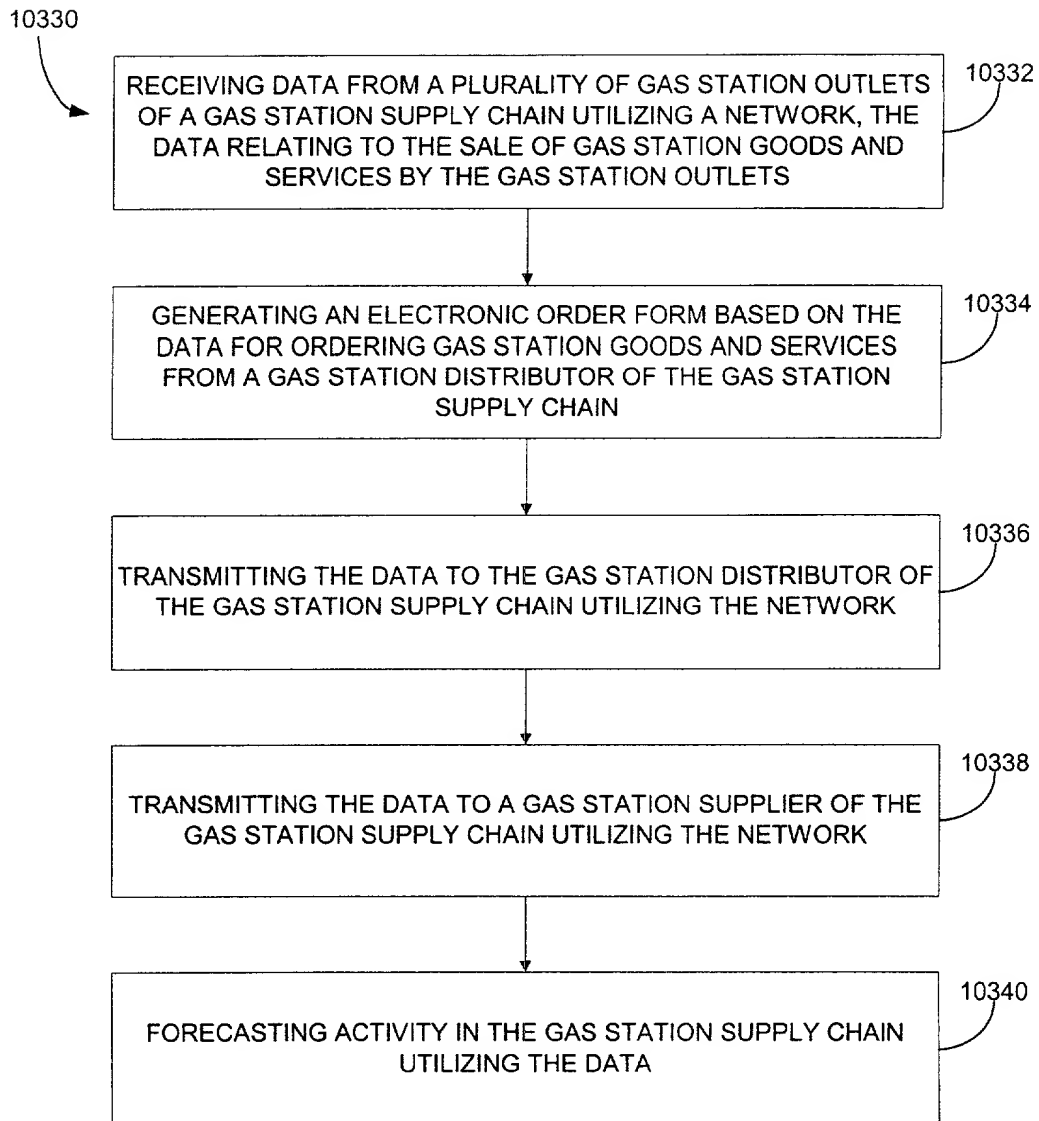 10330
RECEIVING DATA FROM A PLURALITY OF GAS STATION OUTLETS
OF A GAS STATION SUPPLY CHAIN UTILIZING A NETWORK, THE
DATA RELATING TO THE SALE OF GAS STATION GOODS AND
SERVICES BY THE GAS STATION OUTLETS
10332
GENERATING AN ELECTRONIC ORDER FORM BASED ON THE
DATA FOR ORDERING GAS STATION GOODS AND SERVICES
FROM A GAS STATION DISTRIBUTOR OF THE GAS STATION
SUPPLY CHAIN
10334
TRANSMITTING THE DATA TO THE GAS STATION DISTRIBUTOR OF
THE GAS STATION SUPPLY CHAIN UTILIZING THE NETWORK
10336
TRANSMITTING THE DATA TO A GAS STATION SUPPLIER OF THE
GAS STATION SUPPLY CHAIN UTILIZING THE NETWORK
10338
FORECASTING ACTIVITY IN THE GAS STATION SUPPLY CHAIN
UTILIZING THE DATA
10340